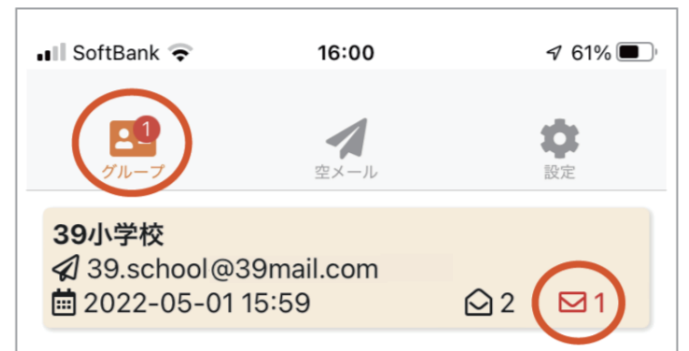 SoftBank 16:00 61%
1
グループ 空メール 設定
39小学校
39.school@39mail.com
2022-05-01 15:59 2 1